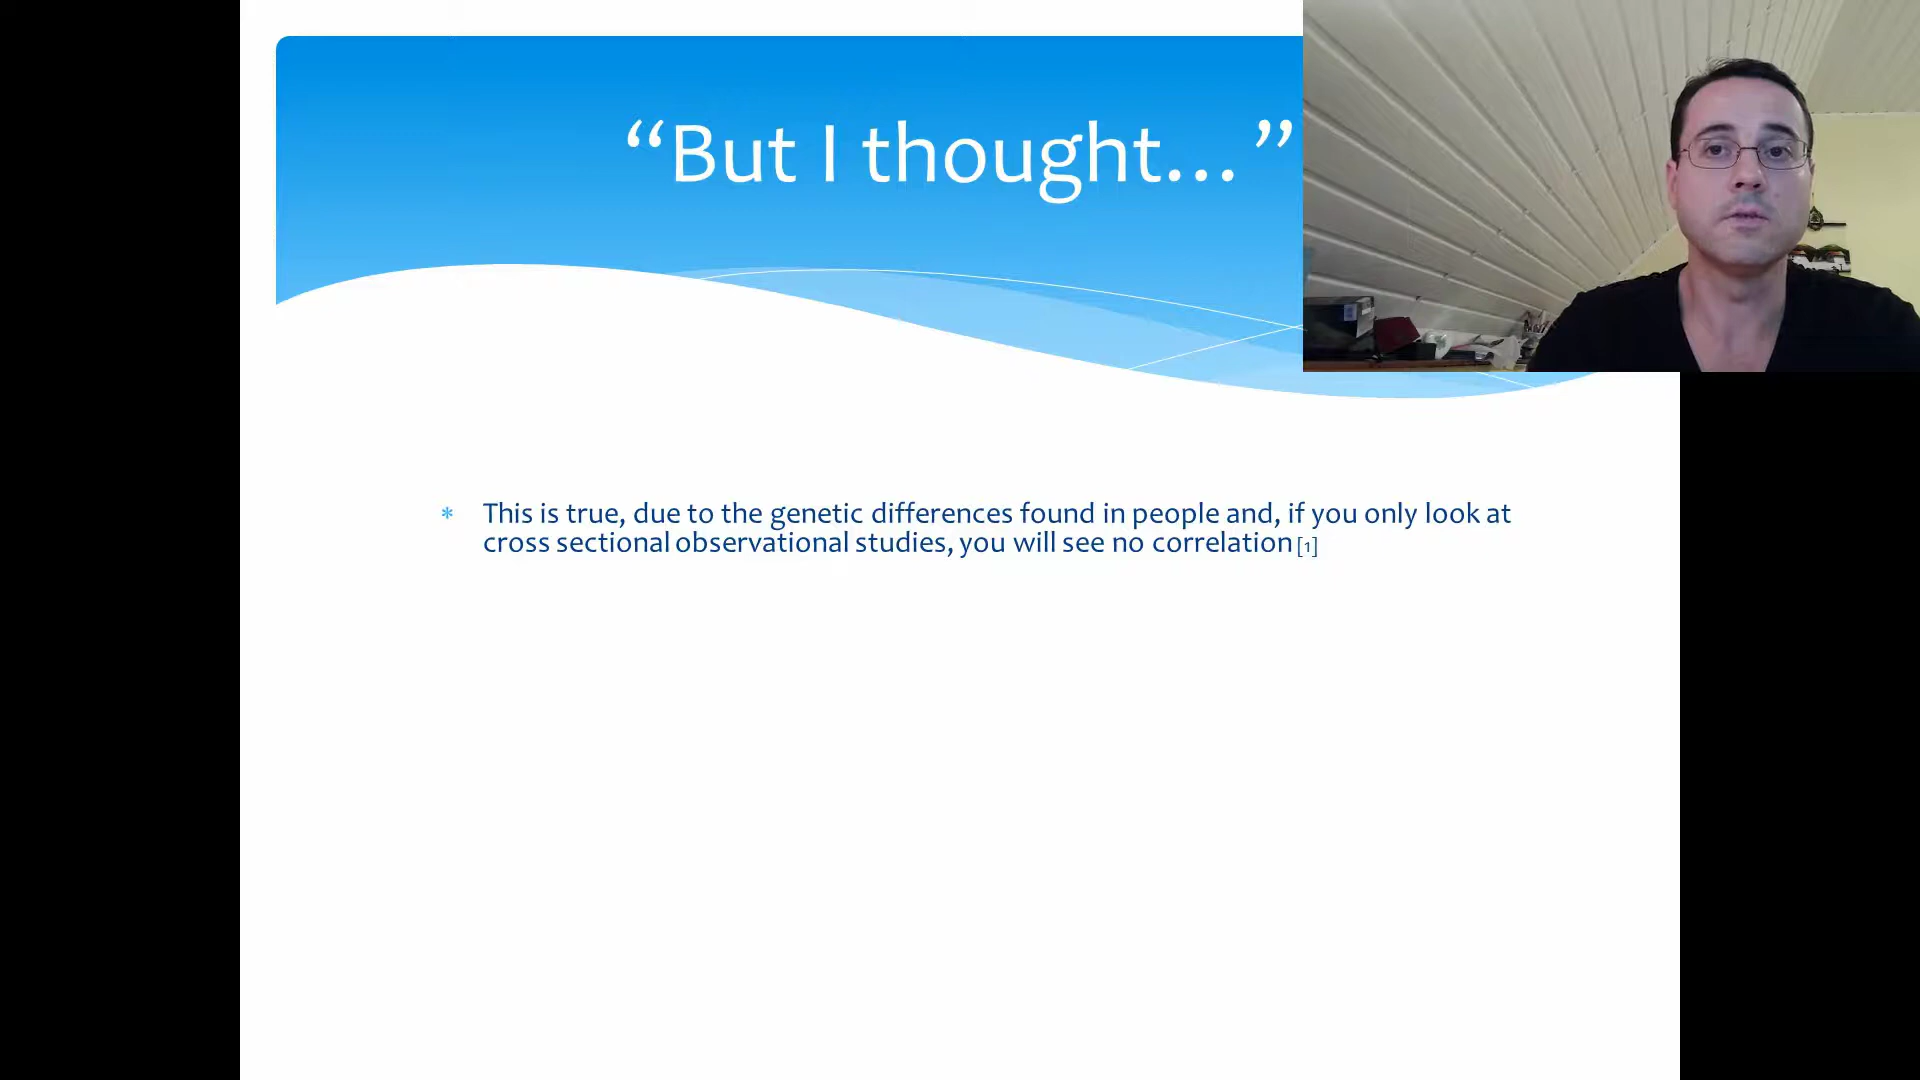 “But I thought…”
* This is true, due to the genetic differences found in people and, if you only look at
cross sectional observational studies, you will see no correlation [1]